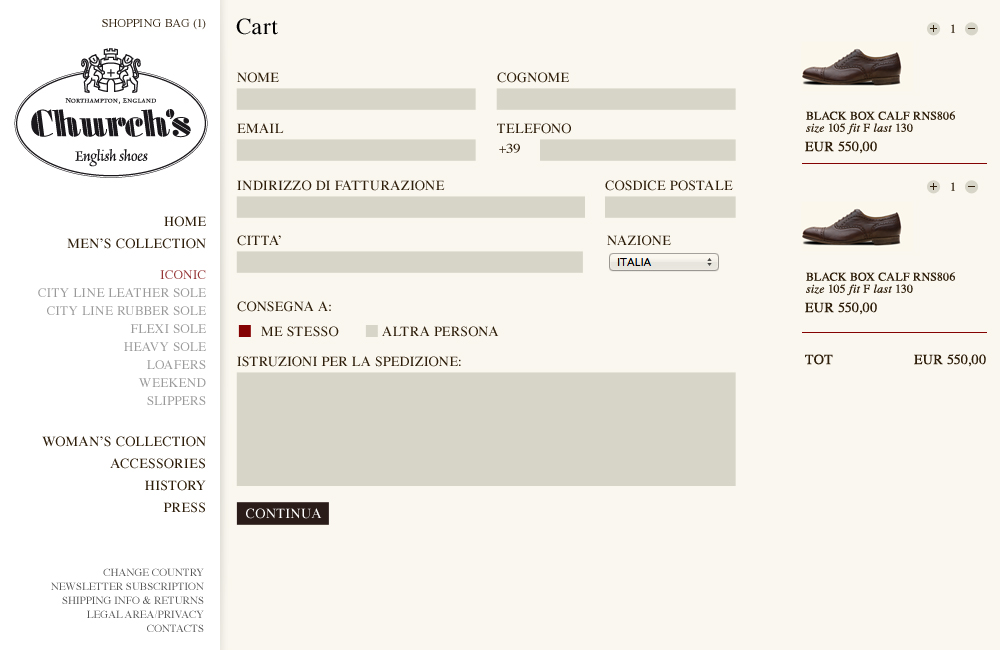 SHOPPING BAG (1)
NORTHAMPTON, ENGLAND
Church's
English shoes
HOME
MEN'S COLLECTION
ICONIC
CITY LINE LEATHER SOLE
CITY LINE RUBBER SOLE
FLEXI SOLE
HEAVY SOLE
LOAFERS
WEEKEND
SLIPPERS
WOMAN'S COLLECTION
ACCESSORIES
HISTORY
PRESS
CHANGE COUNTRY
NEWSLETTER SUBSCRIPTION
SHIPPING INFO & RETURNS
LEGAL AREA/PRIVACY
CONTACTS
Cart
NOME
COGNOME
EMAIL
TELEFONO
+39
INDIRIZZO DI FATTURAZIONE
COSDICE POSTALE
CITTA'
NAZIONE
ITALIA
CONSEGNA A:
ME STESSO
ALTRA PERSONA
ISTRUZIONI PER LA SPEDIZIONE:
CONTINUA
+ 1 −
BLACK BOX CALF RNS806
size 105 fit F last 130
EUR 550,00
+ 1 −
BLACK BOX CALF RNS806
size 105 fit F last 130
EUR 550,00
TOT EUR 550,00